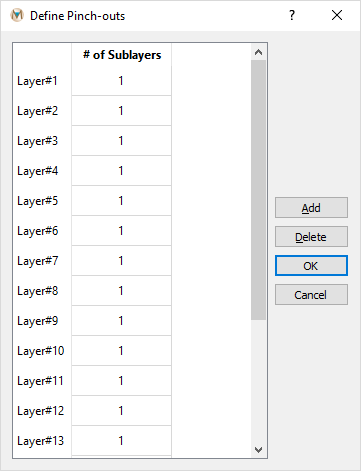 Define Pinch-outs
# of Sublayers
Layer#1 1
Layer#2 1
Layer#3 1
Layer#4 1
Layer#5 1
Layer#6 1
Layer#7 1
Layer#8 1
Layer#9 1
Layer#10 1
Layer#11 1
Layer#12 1
Layer#13 1
Add
Delete
OK
Cancel